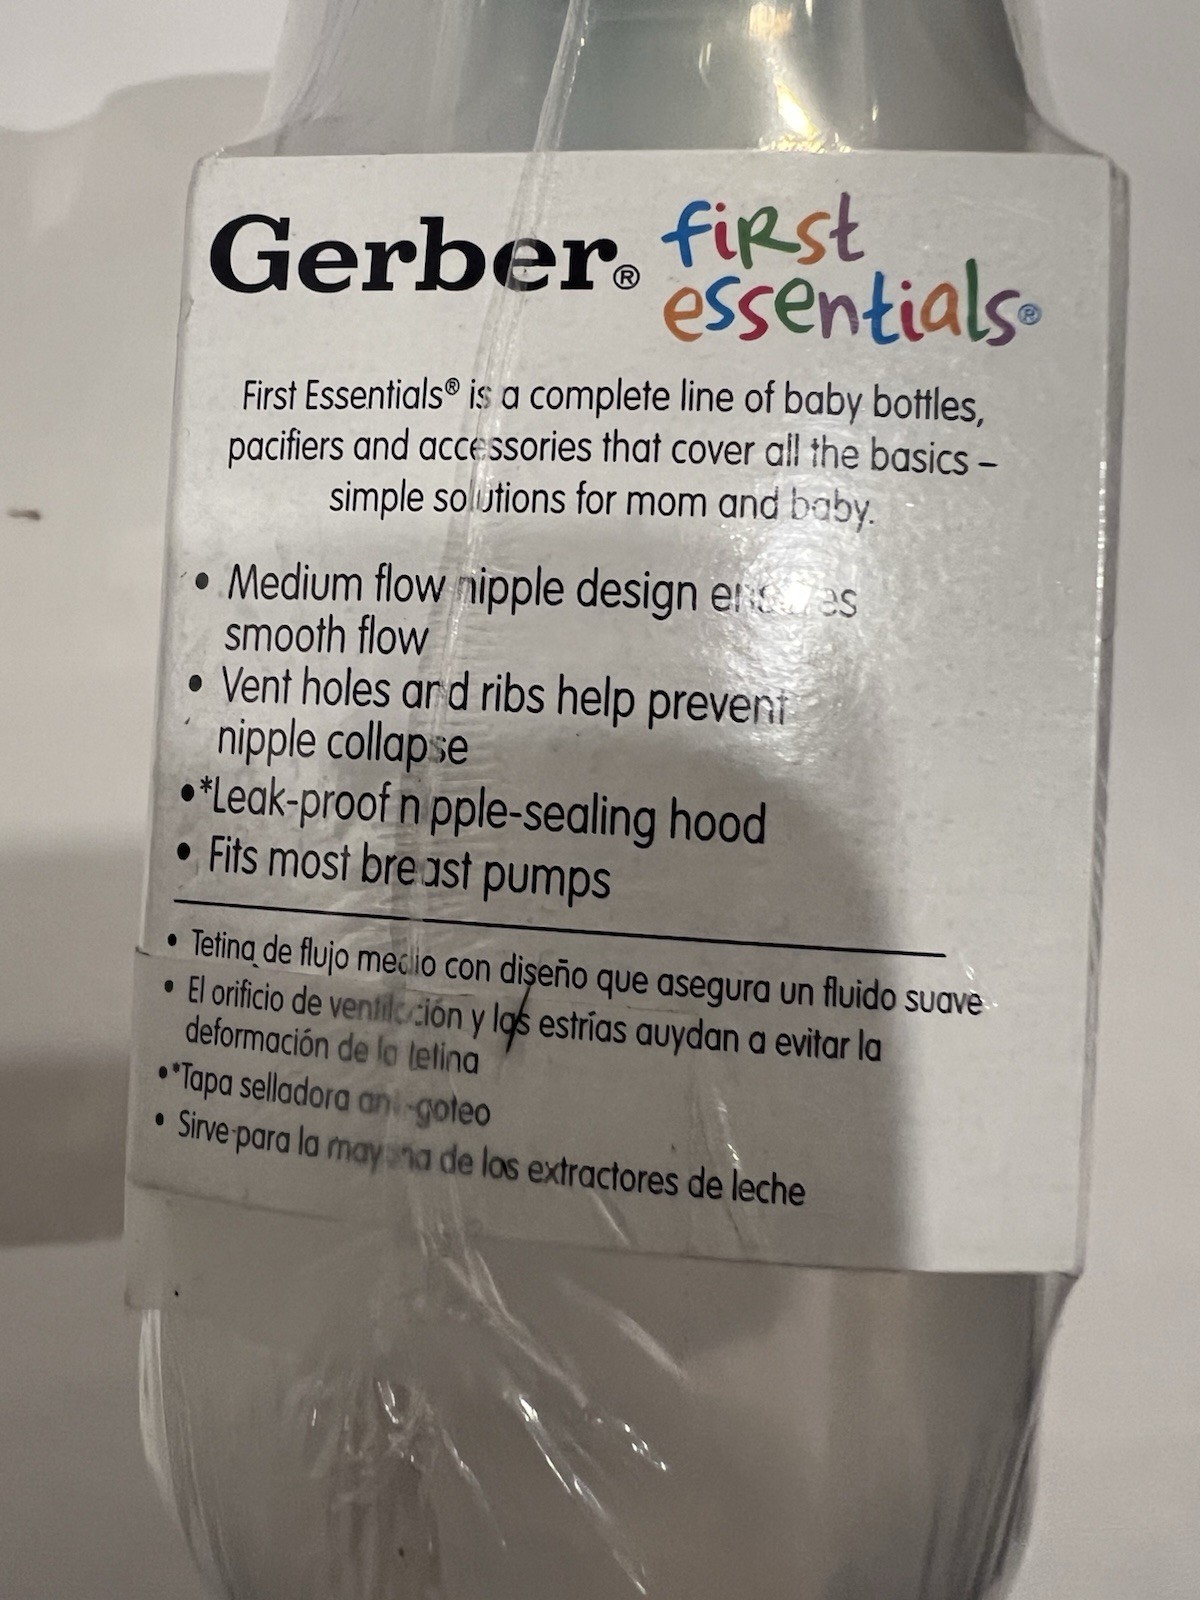 Gerber® first
essentials®
First Essentials® is a complete line of baby bottles,
pacifiers and accessories that cover all the basics –
simple solutions for mom and baby.
• Medium flow nipple design ensures
smooth flow
• Vent holes and ribs help prevent
nipple collapse
•*Leak-proof nipple-sealing hood
• Fits most breast pumps
• Tetina de flujo medio con diseño que asegura un fluido suave
• El orificio de ventilación y las estrías auydan a evitar la
deformación de la tetina
•*Tapa selladora anti-goteo
• Sirve para la mayoria de los extractores de leche